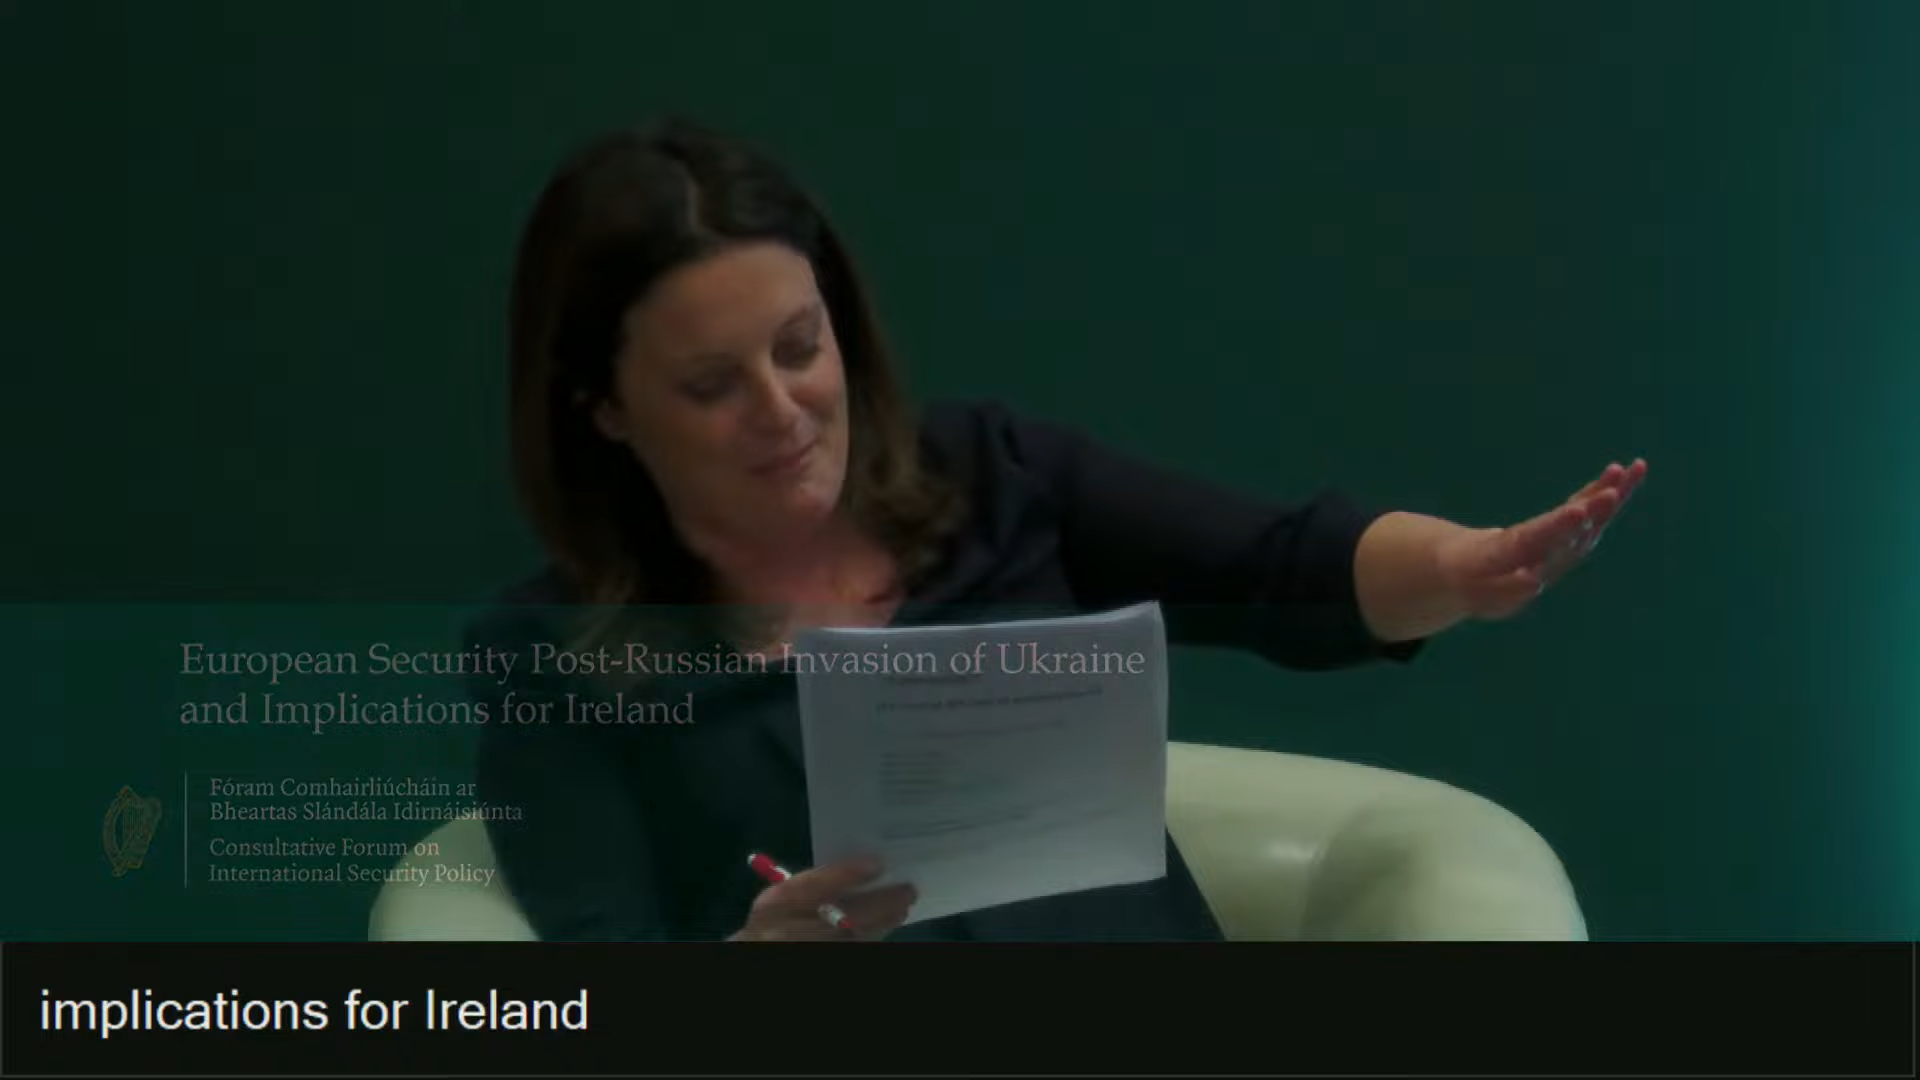 European Security Post-Russian Invasion of Ukraine
and Implications for Ireland
Fóram Comhairliúcháin ar
Bheartas Slándála Idirnáisiúnta
Consultative Forum on
International Security Policy
implications for Ireland